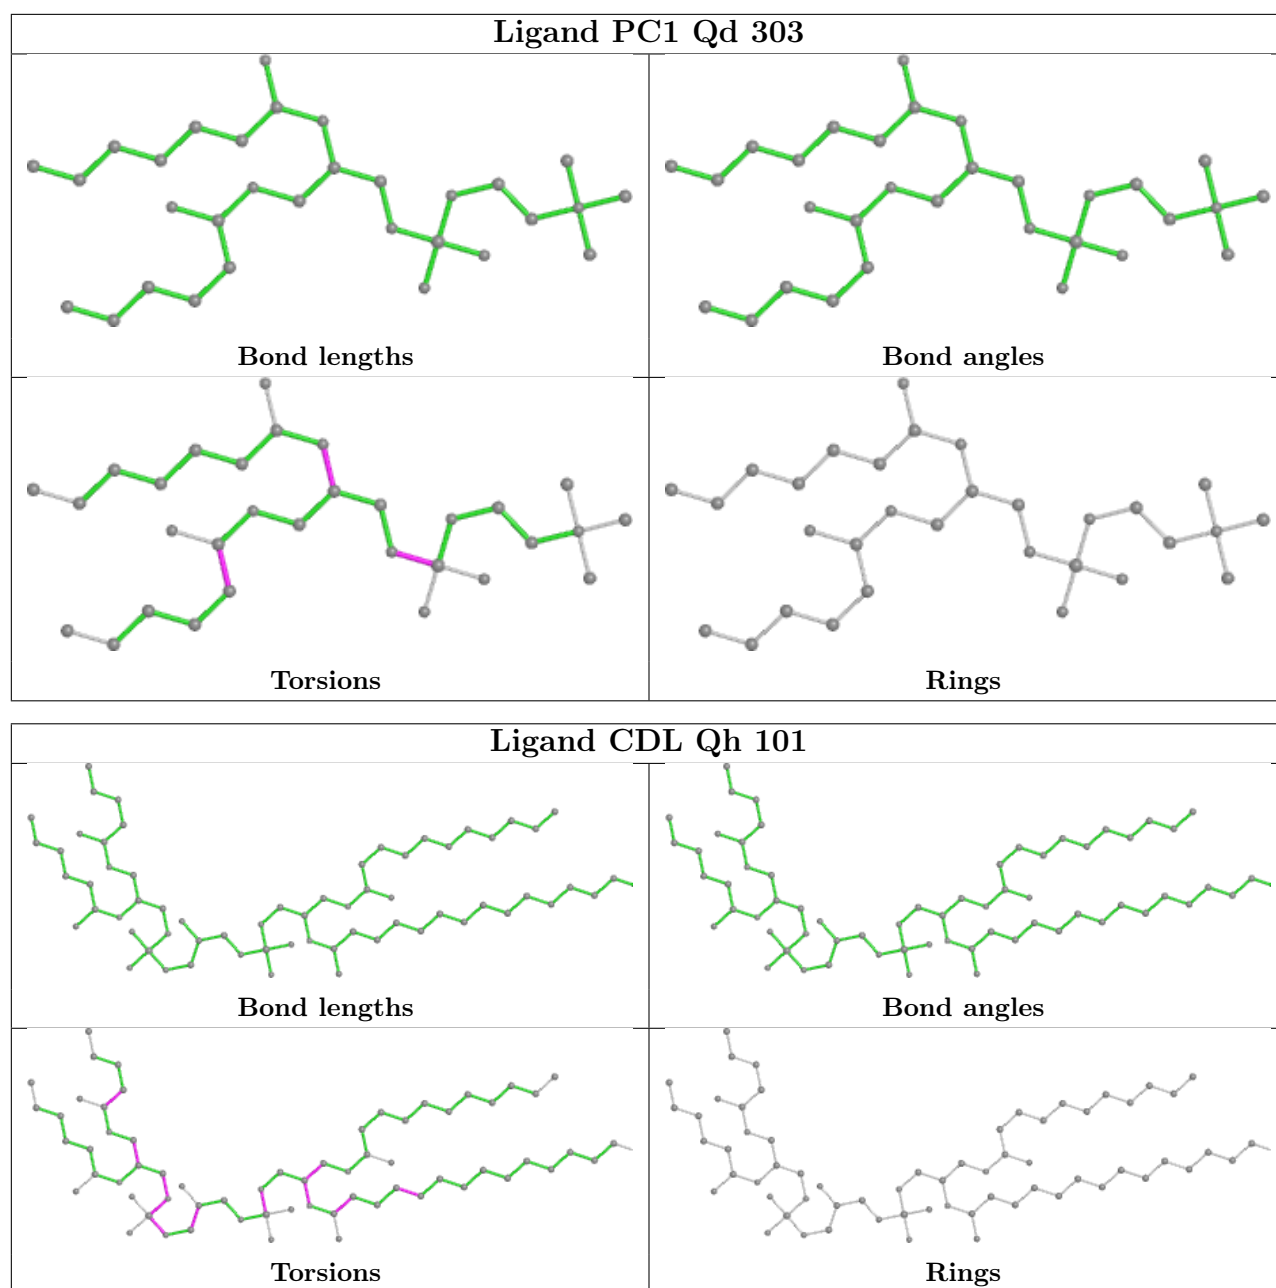 Ligand PC1 Qd 303
Bond lengths
Bond angles
Torsions
Rings
Ligand CDL Qh 101
Bond lengths
Bond angles
Torsions
Rings